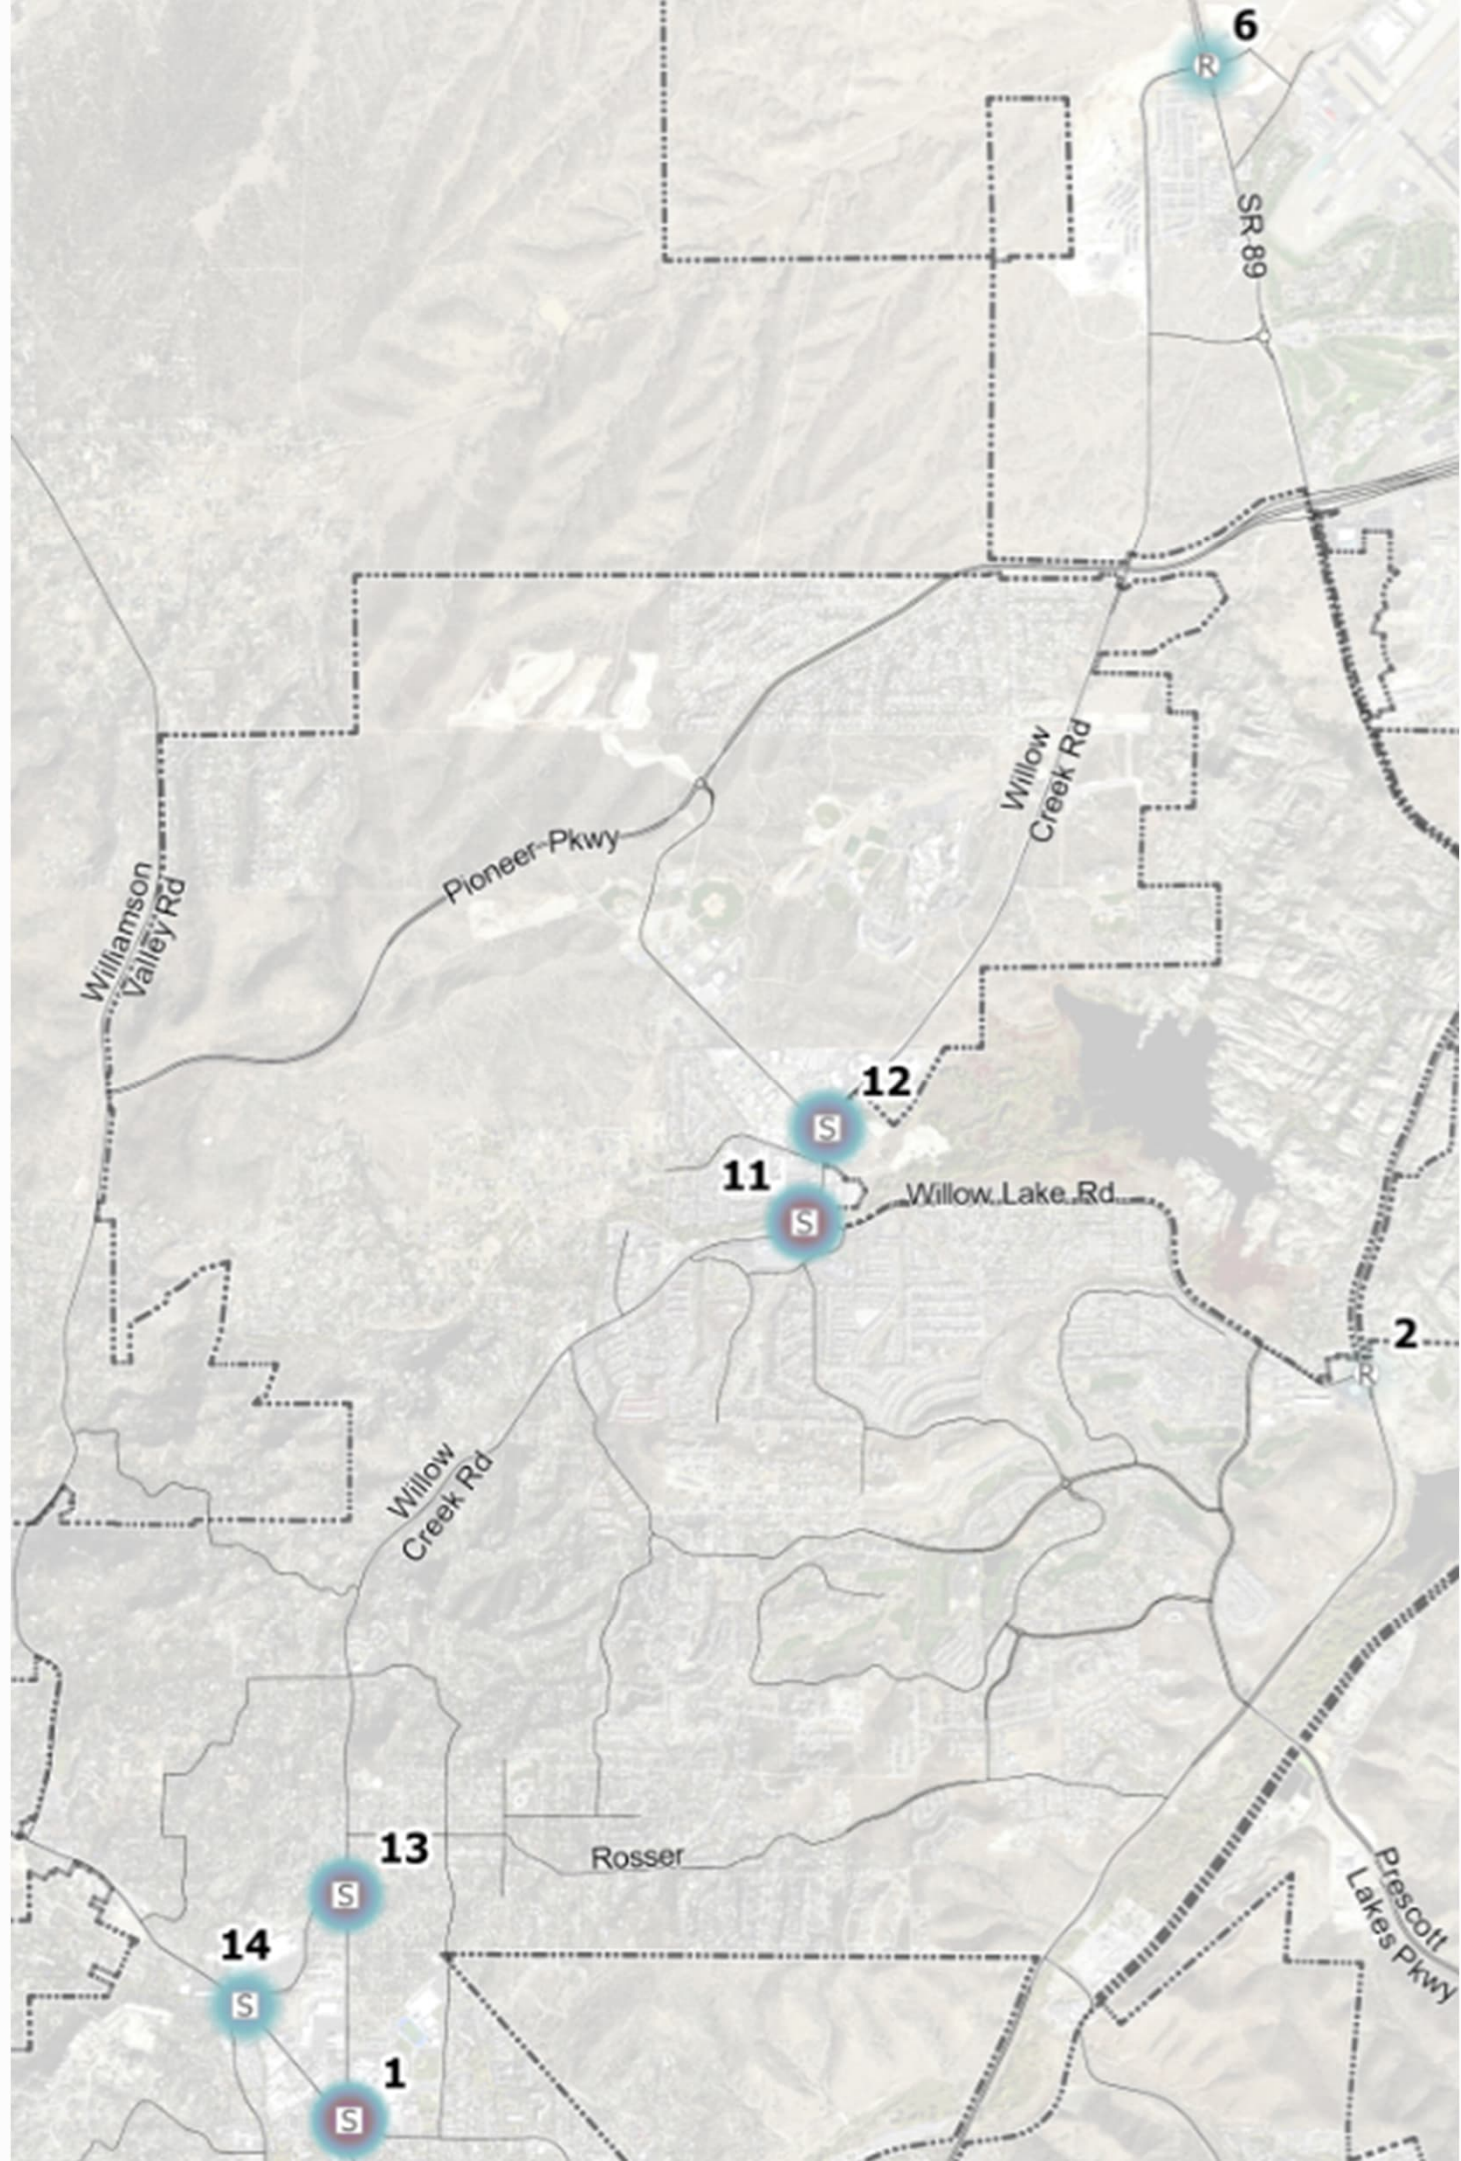 6
R
SR 89
Willow
Creek Rd
Pioneer Pkwy
Williamson
Valley Rd
12
S
11
S
Willow Lake Rd
2
R
Willow
Creek Rd
13
S
Rosser
Prescott
Lakes Pkwy
14
S
1
S